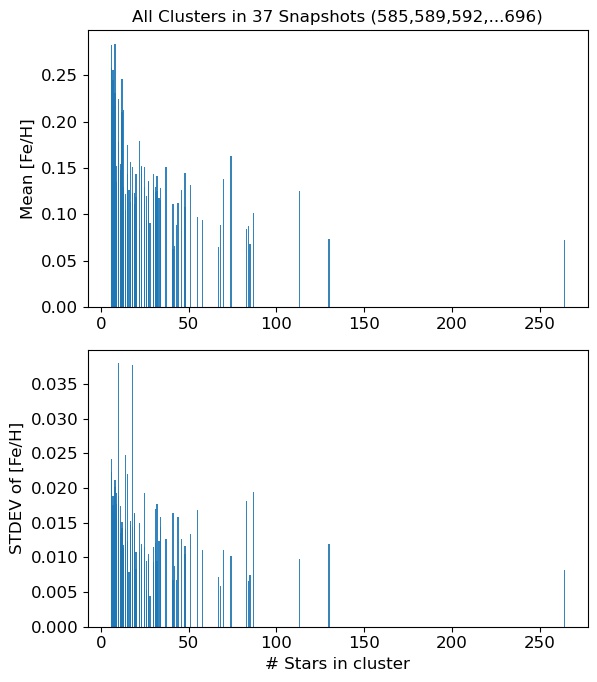 All Clusters in 37 Snapshots (585,589,592,...696)
Mean [Fe/H]
0.25
0.20
0.15
0.10
0.05
0.00
0 50 100 150 200 250
STDEV of [Fe/H]
0.035
0.030
0.025
0.020
0.015
0.010
0.005
0.000
0 50 100 150 200 250
# Stars in cluster